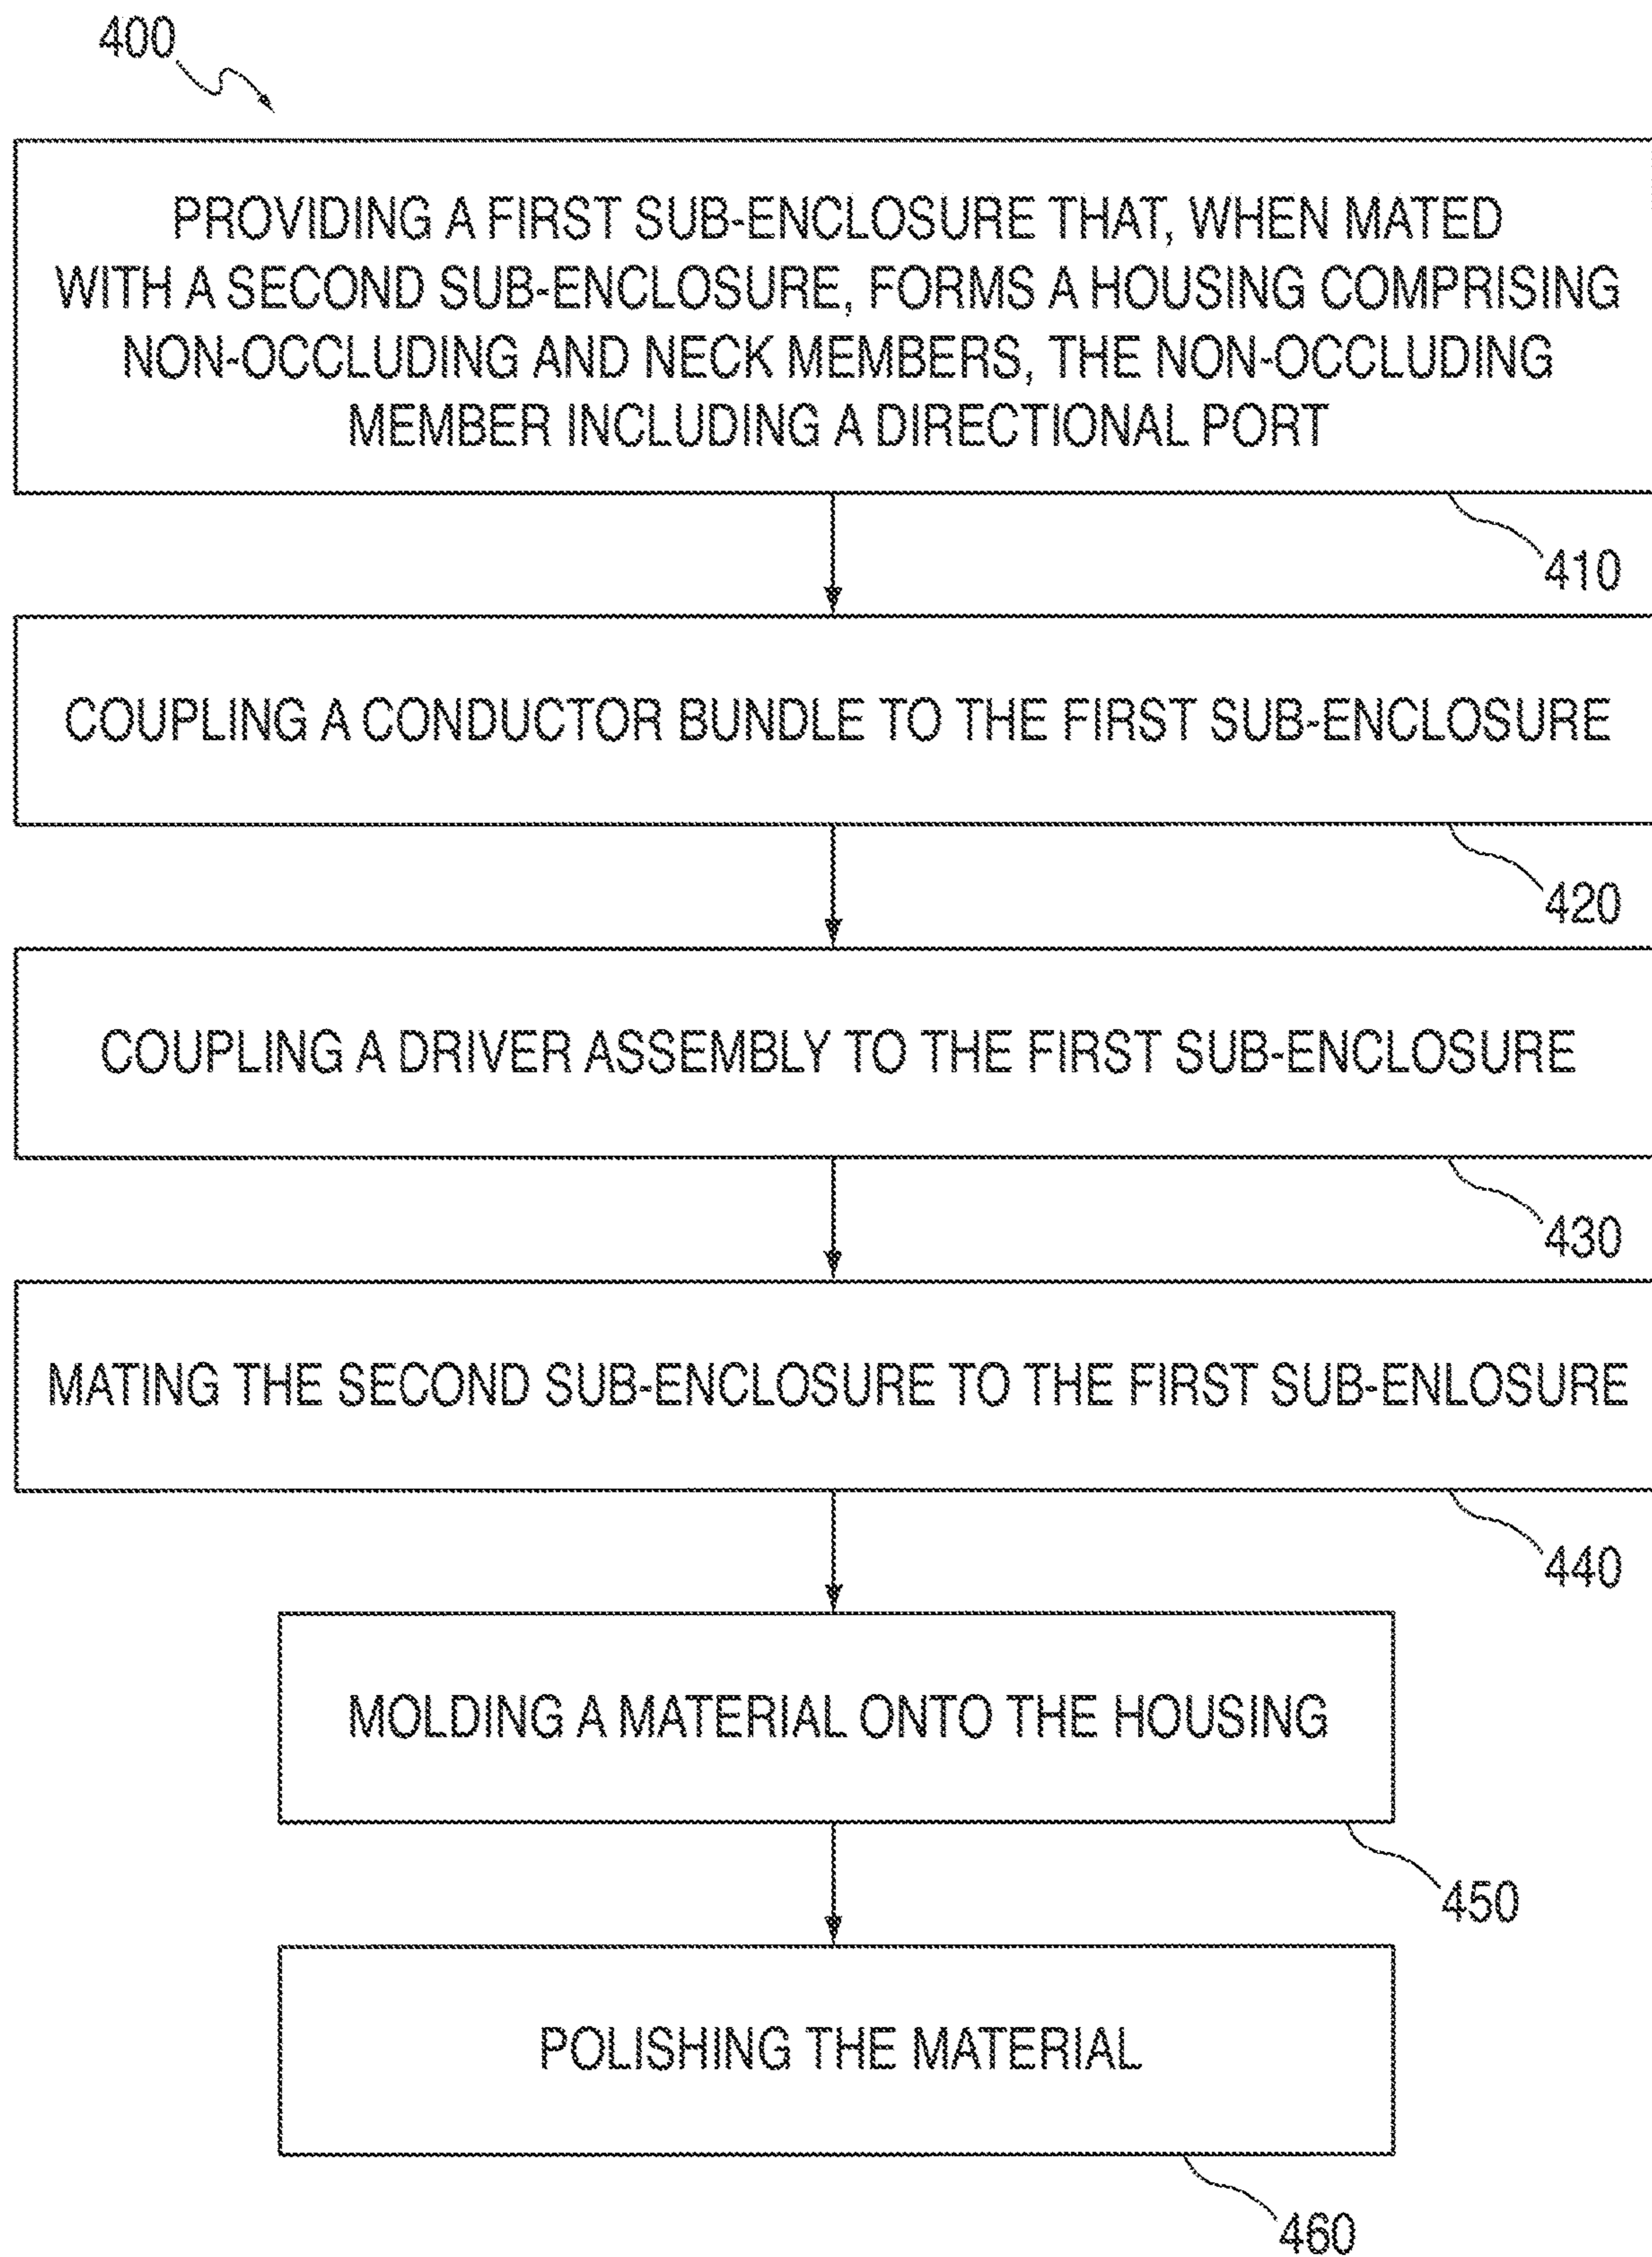 400
PROVIDING A FIRST SUB-ENCLOSURE THAT, WHEN MATED
WITH A SECOND SUB-ENCLOSURE, FORMS A HOUSING COMPRISING
NON-OCCLUDING AND NECK MEMBERS, THE NON-OCCLUDING
MEMBER INCLUDING A DIRECTIONAL PORT
410
COUPLING A CONDUCTOR BUNDLE TO THE FIRST SUB-ENCLOSURE
420
COUPLING A DRIVER ASSEMBLY TO THE FIRST SUB-ENCLOSURE
430
MATING THE SECOND SUB-ENCLOSURE TO THE FIRST SUB-ENLOSURE
440
MOLDING A MATERIAL ONTO THE HOUSING
450
POLISHING THE MATERIAL
460